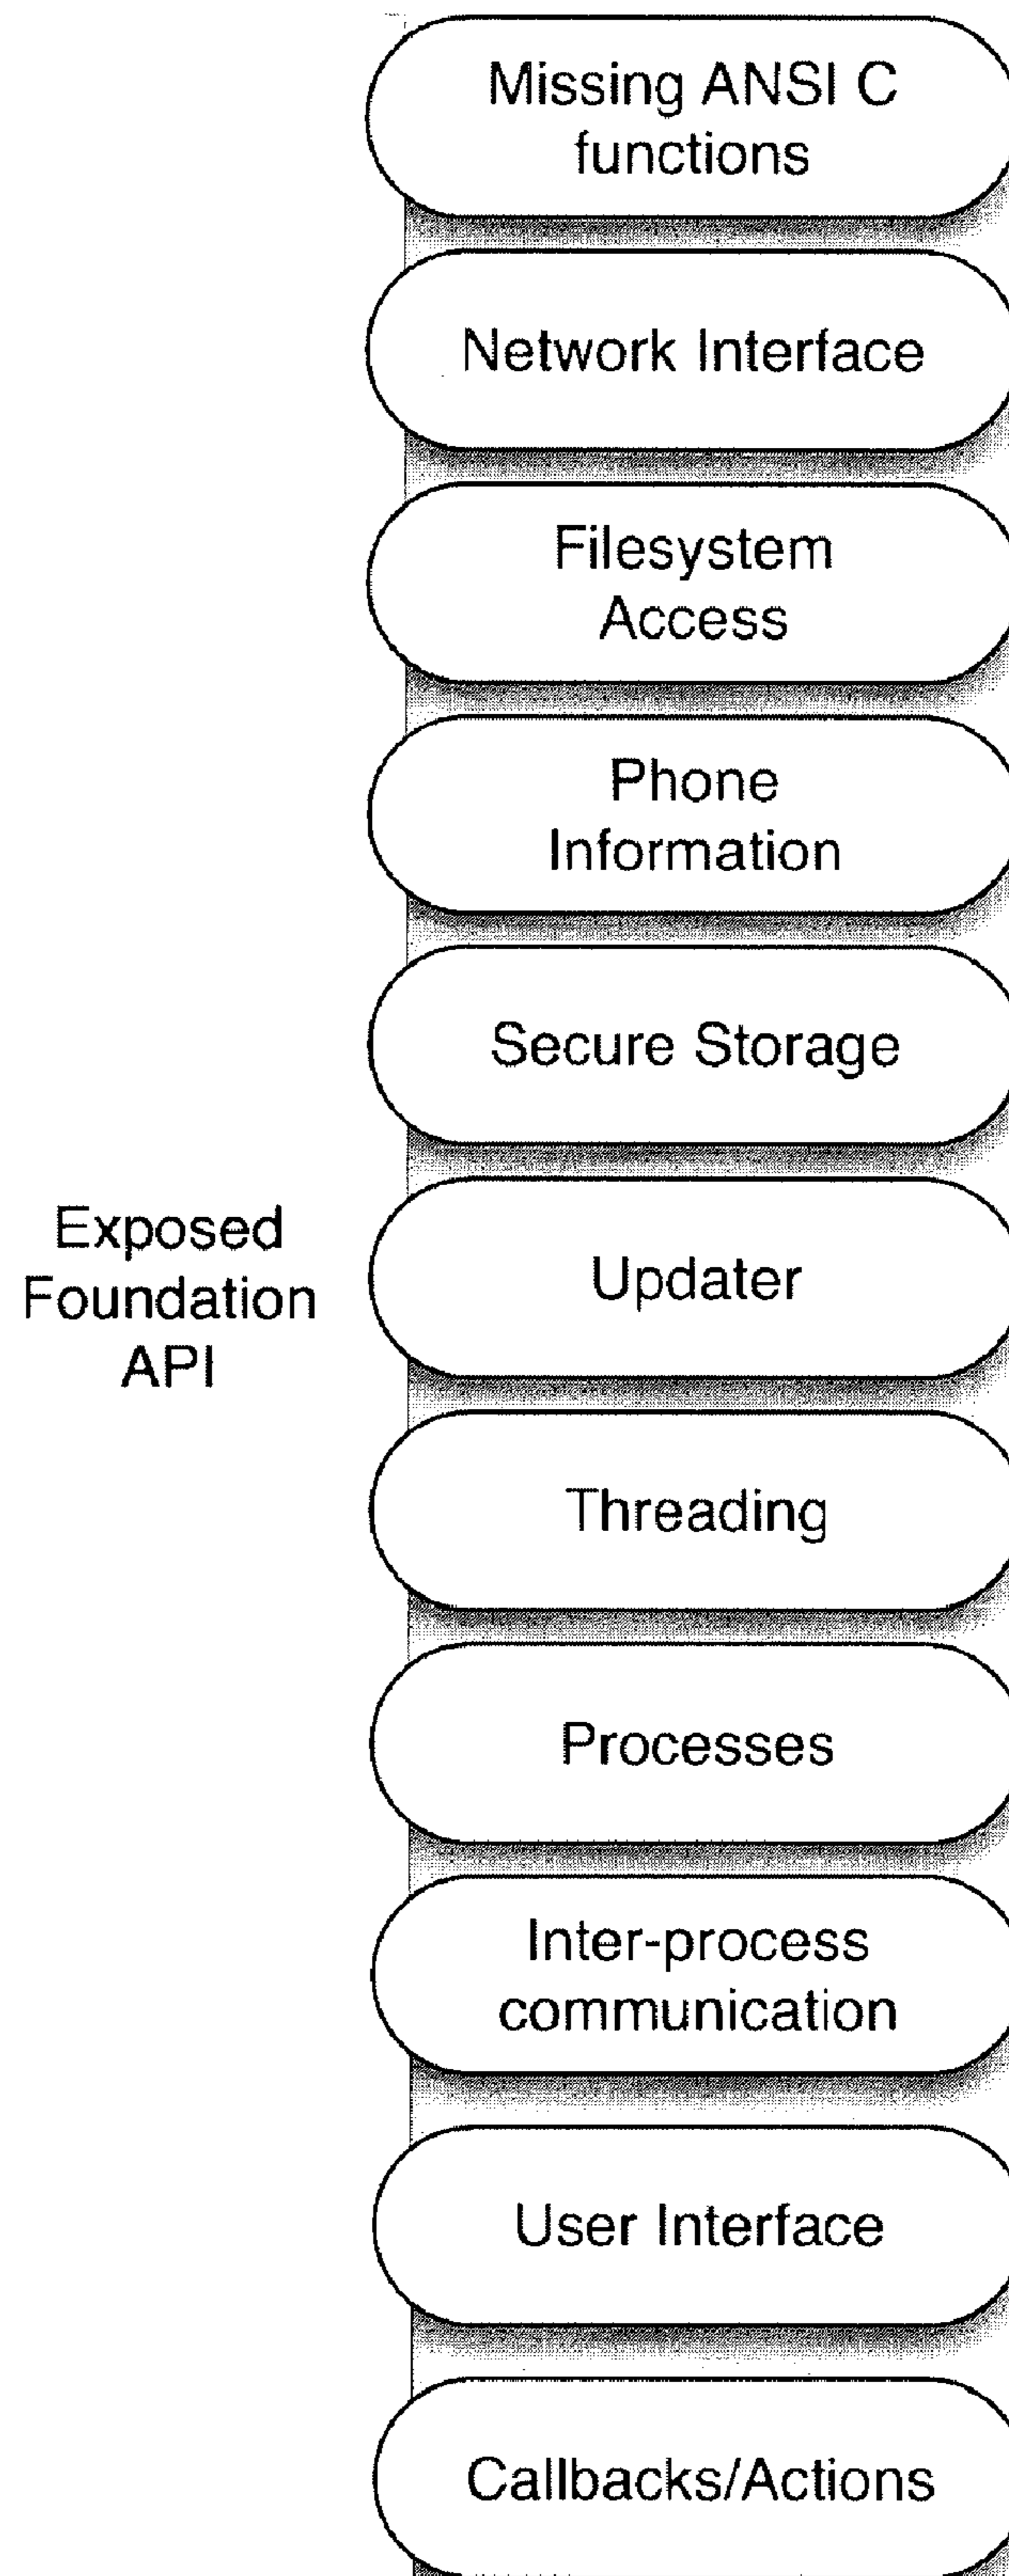 Missing ANSI C
functions
Network Interface
Filesystem
Access
Phone
Information
Secure Storage
Exposed
Foundation
API
Updater
Threading
Processes
Inter-process
communication
User Interface
Callbacks/Actions